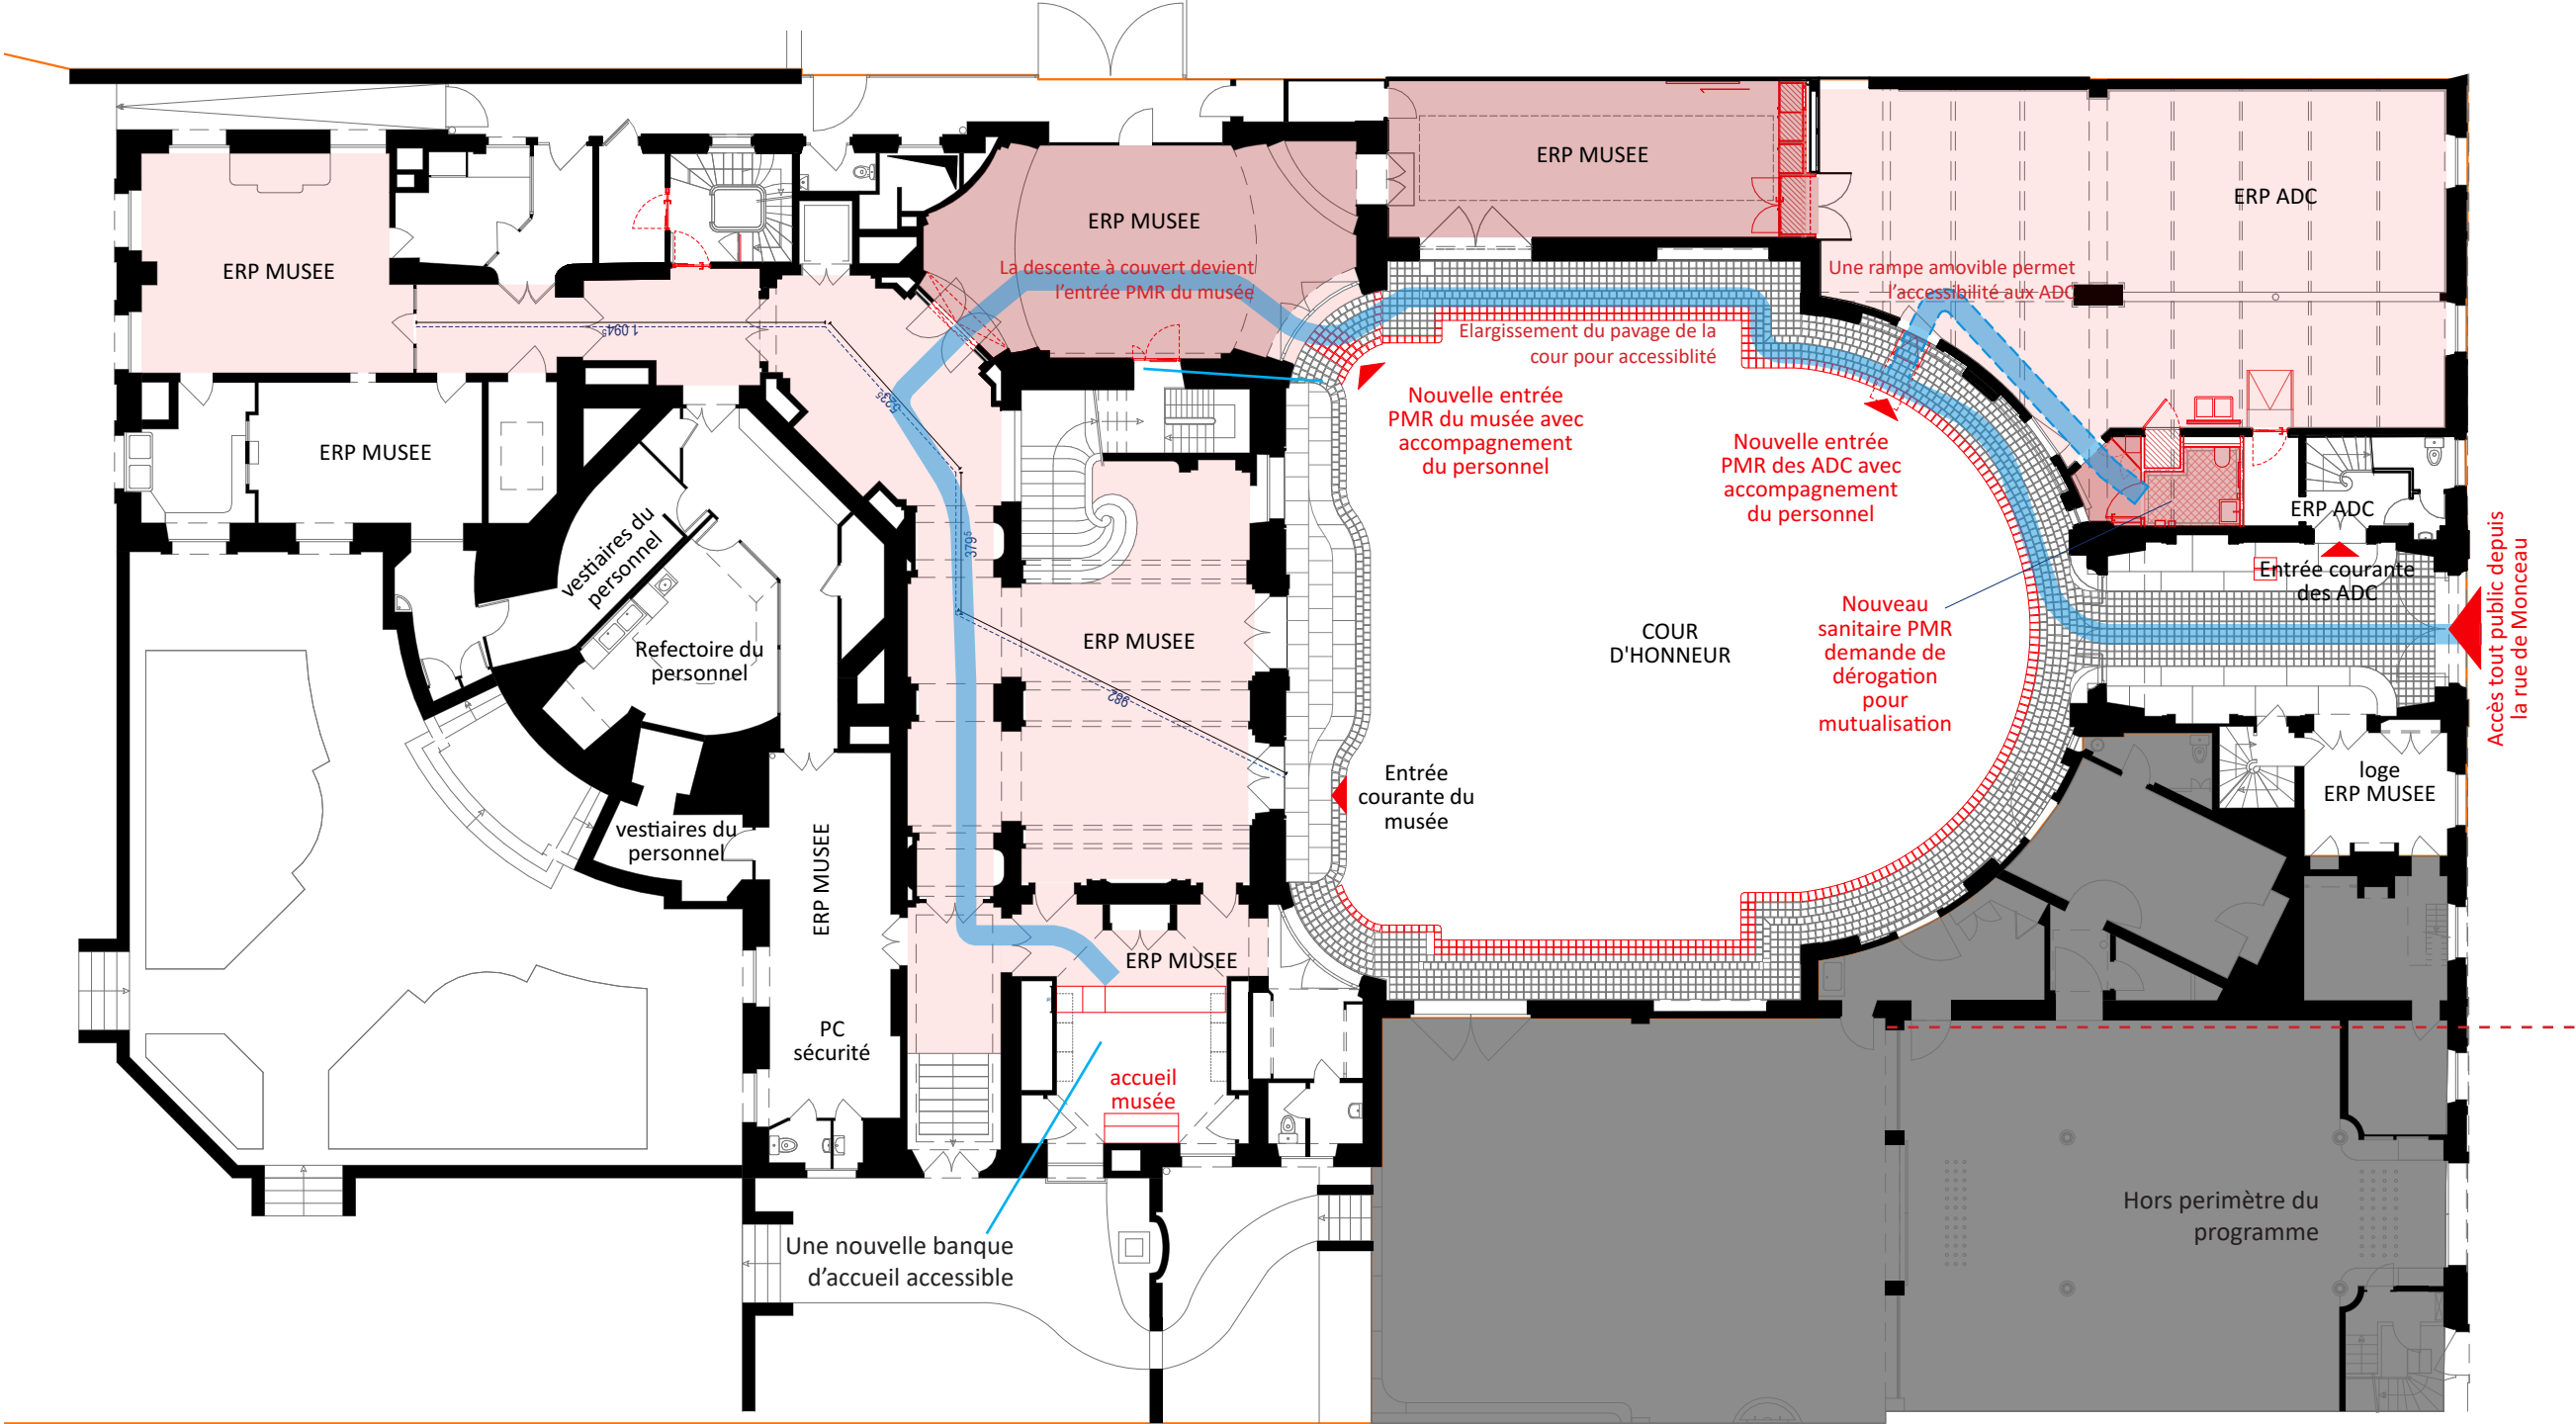 ERP MUSEE
ERP MUSEE
ERP ADC
ERP MUSEE
La descente à couvert devient
l'entrée PMR du musée
Une rampe amovible permet
l'accessibilité aux ADC
Elargissement du pavage de la
cour pour accessiblité
1 094⁵
523⁵
379⁵
982
Nouvelle entrée
PMR du musée avec
accompagnement
du personnel
Nouvelle entrée
PMR des ADC avec
accompagnement
du personnel
ERP MUSEE
ERP ADC
Entrée courante
des ADC
Accès tout public depuis
la rue de Monceau
vestiaires du
personnel
Refectoire du
personnel
ERP MUSEE
COUR
D'HONNEUR
Nouveau
sanitaire PMR
demande de
dérogation
pour
mutualisation
Entrée
courante du
musée
loge
ERP MUSEE
vestiaires du
personnel
ERP MUSEE
ERP MUSEE
PC
sécurité
accueil
musée
Une nouvelle banque
d’accueil accessible
Hors perimètre du
programme